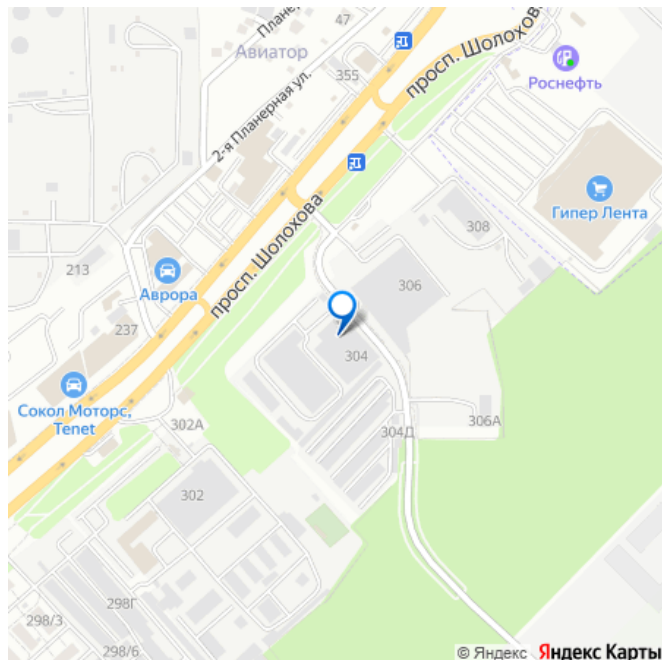 Планерн
47
Авиатор
355
2-я Планерная ул.
просп. Шолохова
Роснефть
Гипер Лента
308
306
213
Аврора
просп. Шолохова
237
304
Сокол Моторс,
Tenet
302А
304Д
306А
302
298Г
298/3
298/6
© Яндекс Яндекс Карты